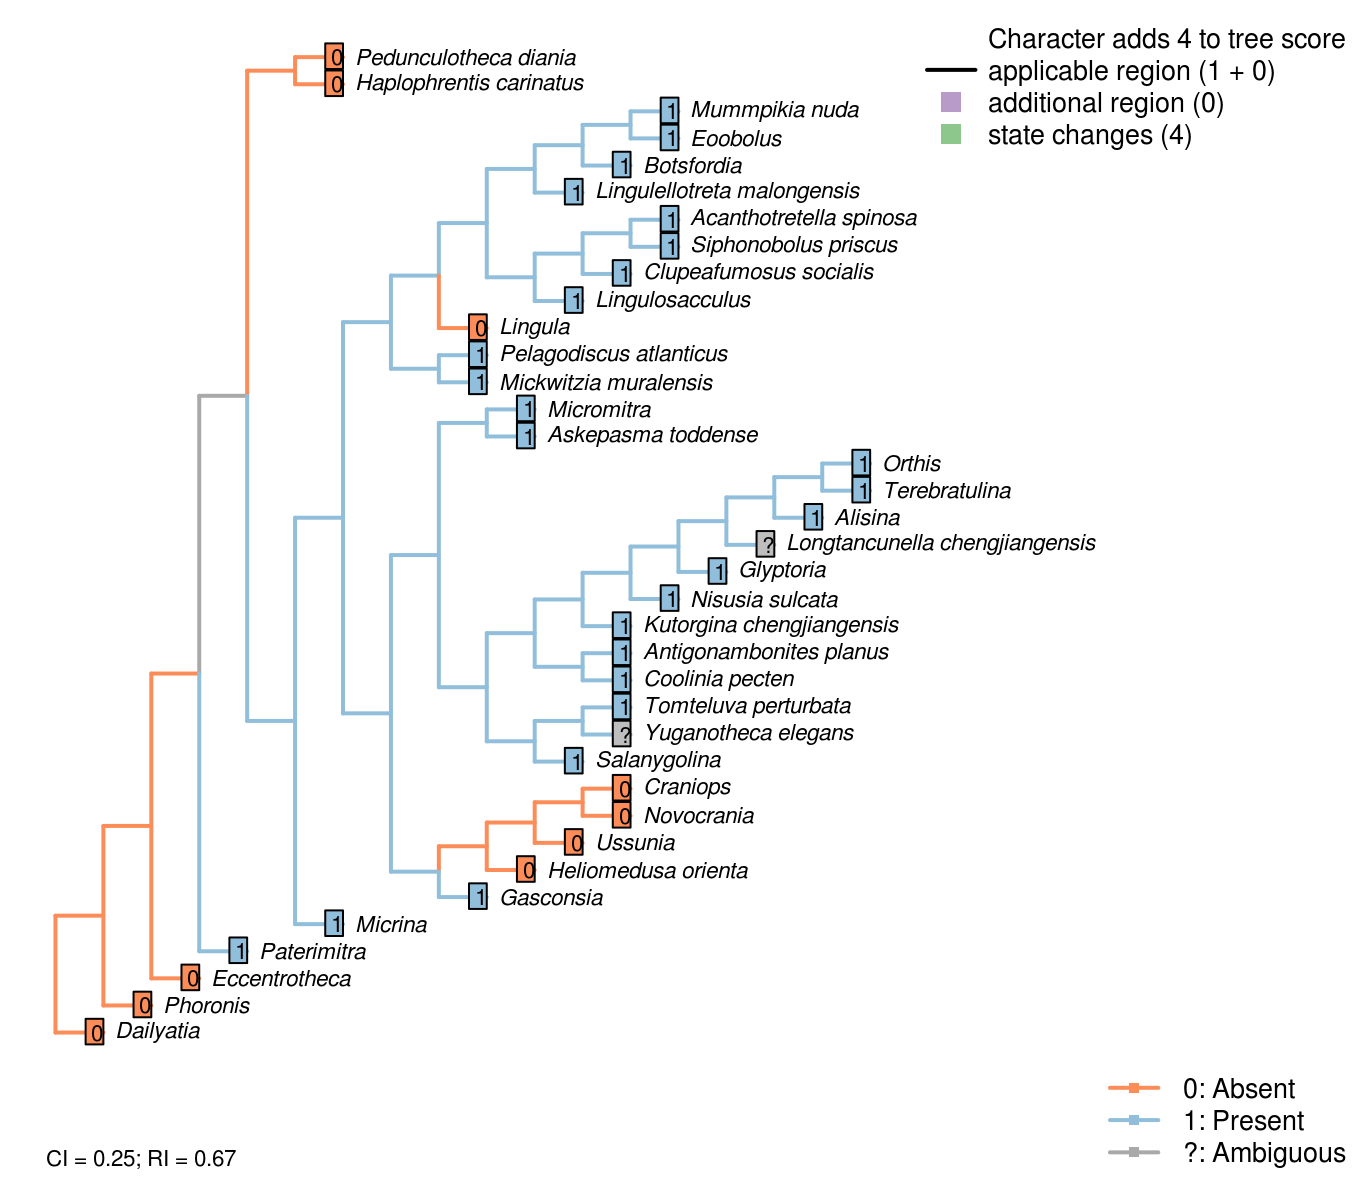 Character adds 4 to tree score
applicable region (1 + 0)
additional region (0)
state changes (4)
0 Pedunculotheca diania
0 Haplophrentis carinatus
1 Mummpikia nuda
1 Eoobolus
1 Botsfordia
1 Lingulellotreta malongensis
1 Acanthotretella spinosa
1 Siphonobolus priscus
1 Clupeafumosus socialis
1 Lingulosacculus
0 Lingula
1 Pelagodiscus atlanticus
1 Mickwitzia muralensis
1 Micromitra
1 Askepasma toddense
1 Orthis
1 Terebratulina
1 Alisina
? Longtancunella chengjiangensis
1 Glyptoria
1 Nisusia sulcata
1 Kutorgina chengjiangensis
1 Antigonambonites planus
1 Coolinia pecten
1 Tomteluva perturbata
? Yuganotheca elegans
1 Salanygolina
0 Craniops
0 Novocrania
0 Ussunia
0 Heliomedusa orienta
1 Gasconsia
1 Micrina
1 Paterimitra
0 Eccentrotheca
0 Phoronis
0 Dailyatia
0: Absent
1: Present
?: Ambiguous
CI = 0.25; RI = 0.67